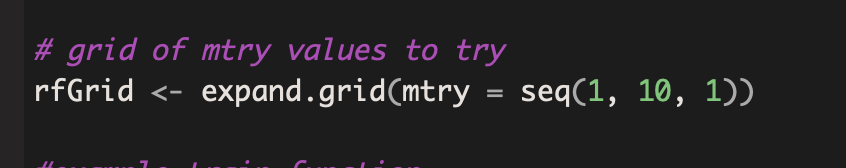 # grid of mtry values to try
rfGrid <- expand.grid(mtry = seq(1, 10, 1))